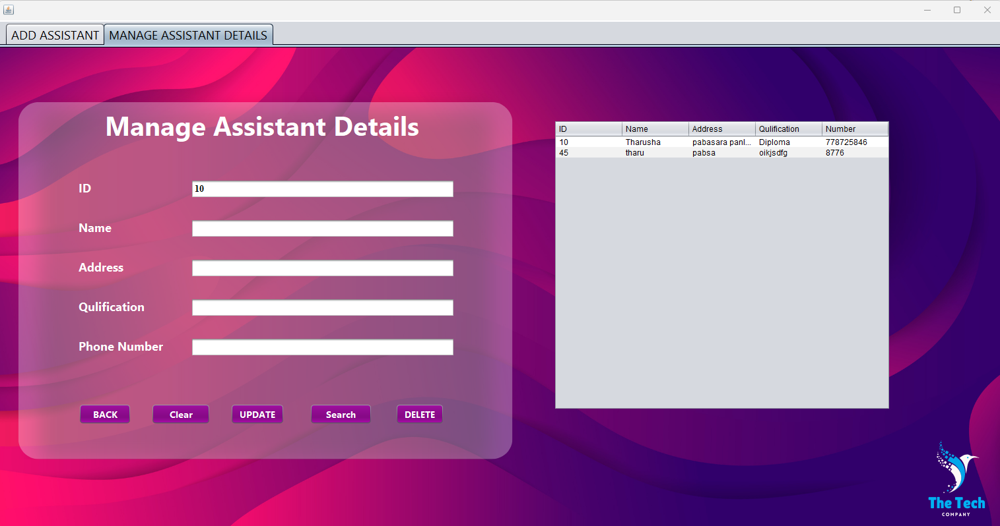 ADD ASSISTANT MANAGE ASSISTANT DETAILS
Manage Assistant Details
ID 10
Name
Address
Qulification
Phone Number
BACK Clear UPDATE Search DELETE
ID Name Address Qulification Number
10 Tharusha pabasara panl... Diploma 778725846
45 tharu pabsa oikjsdfg 8776
The Tech
COMPANY